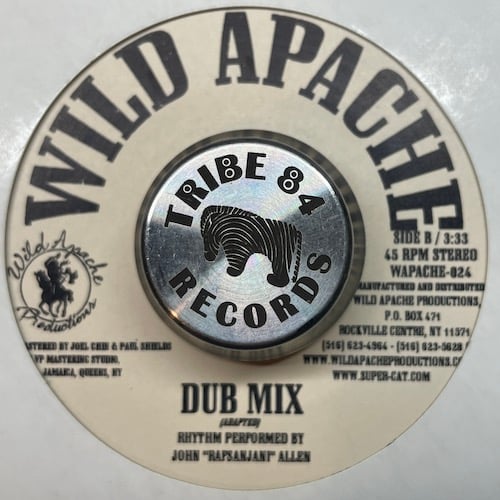 WILD APACHE
TRIBE 84
RECORDS
SIDE B / 3:33
45 RPM STEREO
WAPACHE-024
MANUFACTURED AND DISTRIBUTED
WILD APACHE PRODUCTIONS,
P.O. BOX 471
ROCKVILLE CENTRE, NY 11571
(516) 623-4964 - (516) 623-5628
WWW.WILDAPACHEPRODUCTIONS.CO
WWW.SUPER-CAT.COM
Wild Apache
Productions
STERED BY JOEL CHIN & PAUL SHIELDS
VP MASTERING STUDIO,
JAMAICA, QUEENS, NY
DUB MIX
(ADAPTED)
RHYTHM PERFORMED BY
JOHN "RAFSANJANI" ALLEN